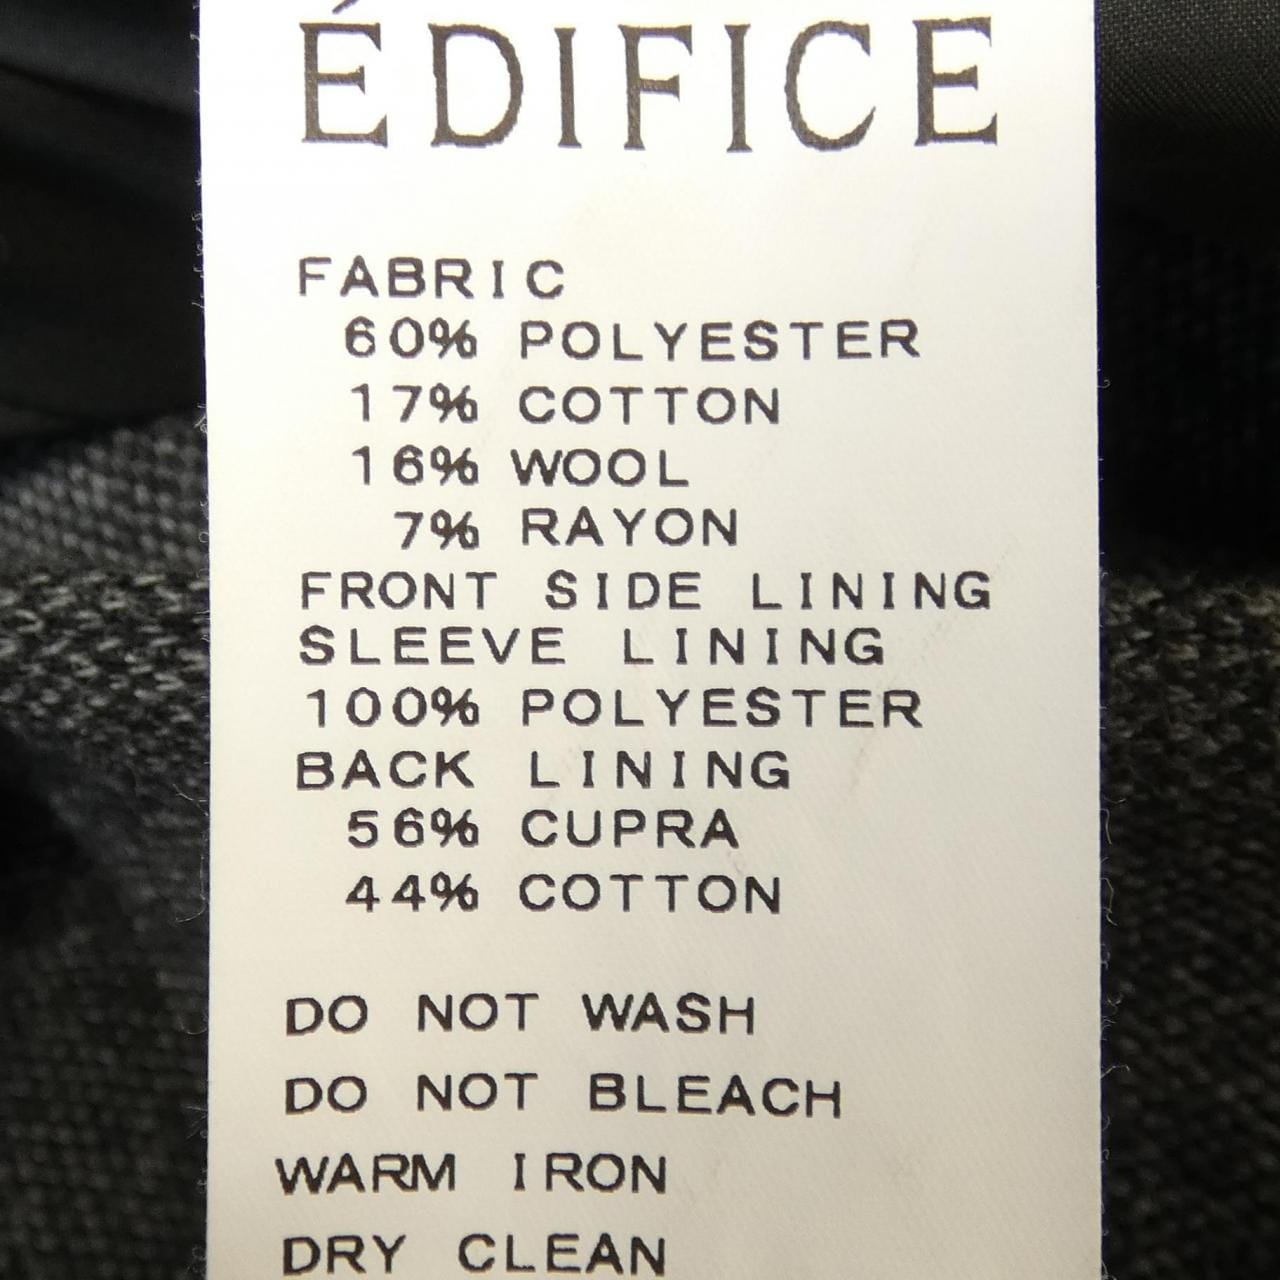 ÉDIFICE
FABRIC
60% POLYESTER
17% COTTON
16% WOOL
7% RAYON
FRONT SIDE LINING
SLEEVE LINING
100% POLYESTER
BACK LINING
56% CUPRA
44% COTTON
DO NOT WASH
DO NOT BLEACH
WARM IRON
DRY CLEAN